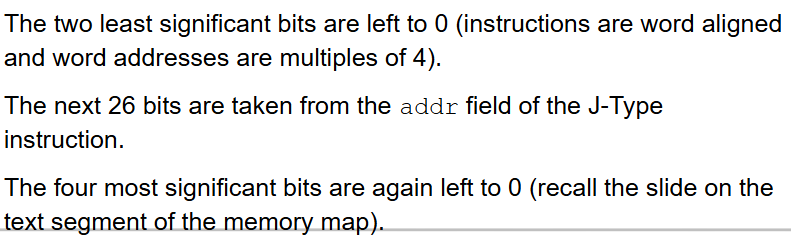 The two least significant bits are left to 0 (instructions are word aligned
and word addresses are multiples of 4).
The next 26 bits are taken from the addr field of the J-Type
instruction.
The four most significant bits are again left to 0 (recall the slide on the
text segment of the memory map).